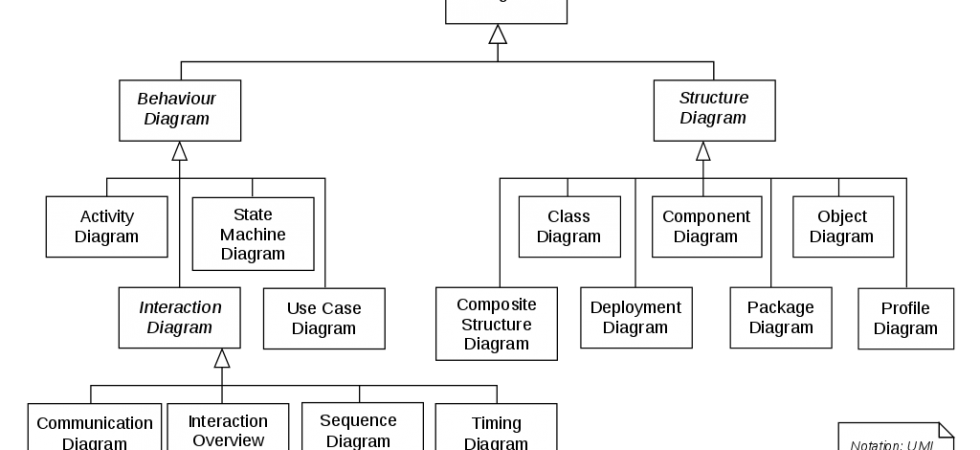 Behaviour
Diagram
Structure
Diagram
Activity
Diagram
State
Machine
Diagram
Class
Diagram
Component
Diagram
Object
Diagram
Interaction
Diagram
Use Case
Diagram
Composite
Structure
Diagram
Deployment
Diagram
Package
Diagram
Profile
Diagram
Communication
Diagram
Interaction
Overview
Sequence
Diagram
Timing
Diagram
Notation: UML